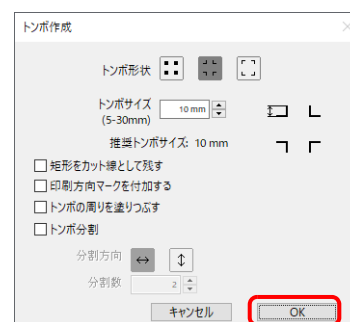 トンボ作成
トンボ形状
トンボサイズ
(5-30mm)
10 mm
推奨トンボサイズ: 10 mm
矩形をカット線として残す
印刷方向マークを付加する
トンボの周りを塗りつぶす
トンボ分割
分割方向
分割数
2
キャンセル
OK